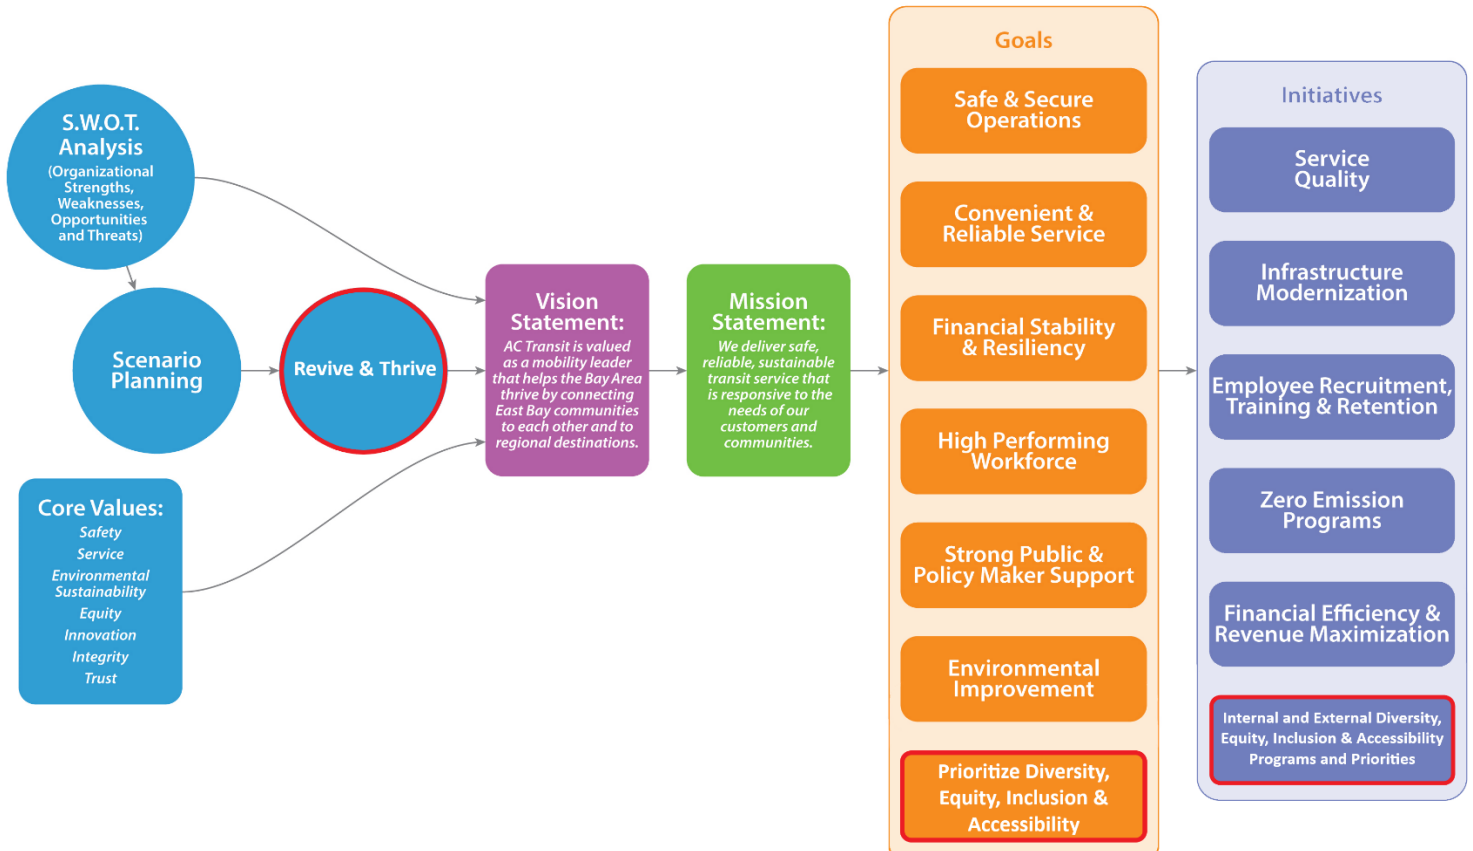 S.W.O.T.
Analysis
(Organizational
Strengths,
Weaknesses,
Opportunities
and Threats)
Scenario
Planning
Revive & Thrive
Core Values:
Safety
Service
Environmental
Sustainability
Equity
Innovation
Integrity
Trust
Vision
Statement:
AC Transit is valued
as a mobility leader
that helps the Bay Area
thrive by connecting
East Bay communities
to each other and to
regional destinations.
Mission
Statement:
We deliver safe,
reliable, sustainable
transit service that
is responsive to the
needs of our
customers and
communities.
Goals
Safe & Secure
Operations
Convenient &
Reliable Service
Financial Stability
& Resiliency
High Performing
Workforce
Strong Public &
Policy Maker Support
Environmental
Improvement
Prioritize Diversity,
Equity, Inclusion &
Accessibility
Initiatives
Service
Quality
Infrastructure
Modernization
Employee Recruitment,
Training & Retention
Zero Emission
Programs
Financial Efficiency &
Revenue Maximization
Internal and External Diversity,
Equity, Inclusion & Accessibility
Programs and Priorities